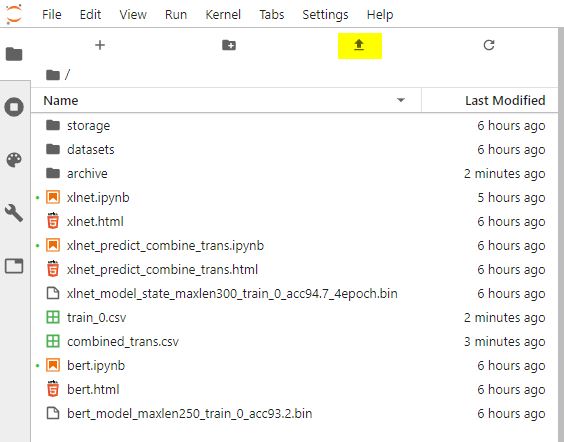 File Edit View Run Kernel Tabs Settings Help
/
Name Last Modified
storage 6 hours ago
datasets 6 hours ago
archive 2 minutes ago
xlnet.ipynb 5 hours ago
xlnet.html 6 hours ago
xlnet_predict_combine_trans.ipynb 6 hours ago
xlnet_predict_combine_trans.html 6 hours ago
xlnet_model_state_maxlen300_train_0_acc94.7_4epoch.bin 6 hours ago
train_0.csv 2 minutes ago
combined_trans.csv 3 minutes ago
bert.ipynb 6 hours ago
bert.html 6 hours ago
bert_model_maxlen250_train_0_acc93.2.bin 6 hours ago